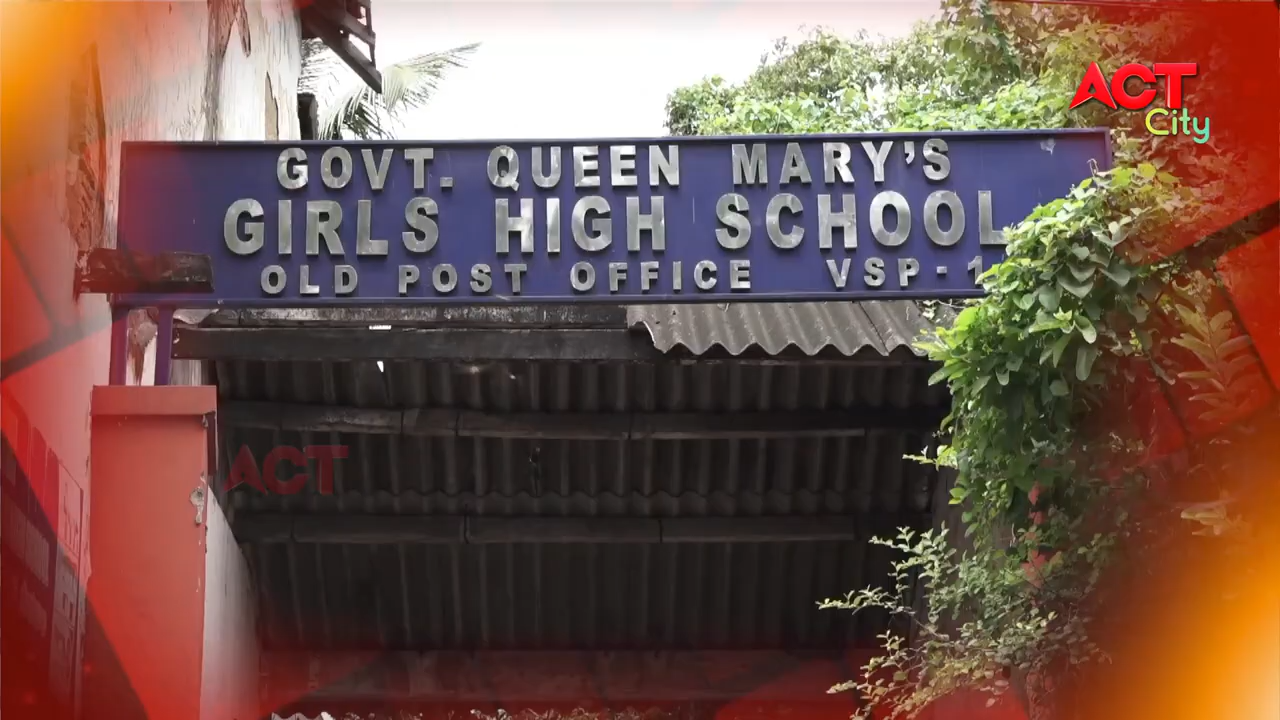 ACT
City
GOVT. QUEEN MARY'S
GIRLS HIGH SCHOOL
OLD POST OFFICE VSP-1
ACT